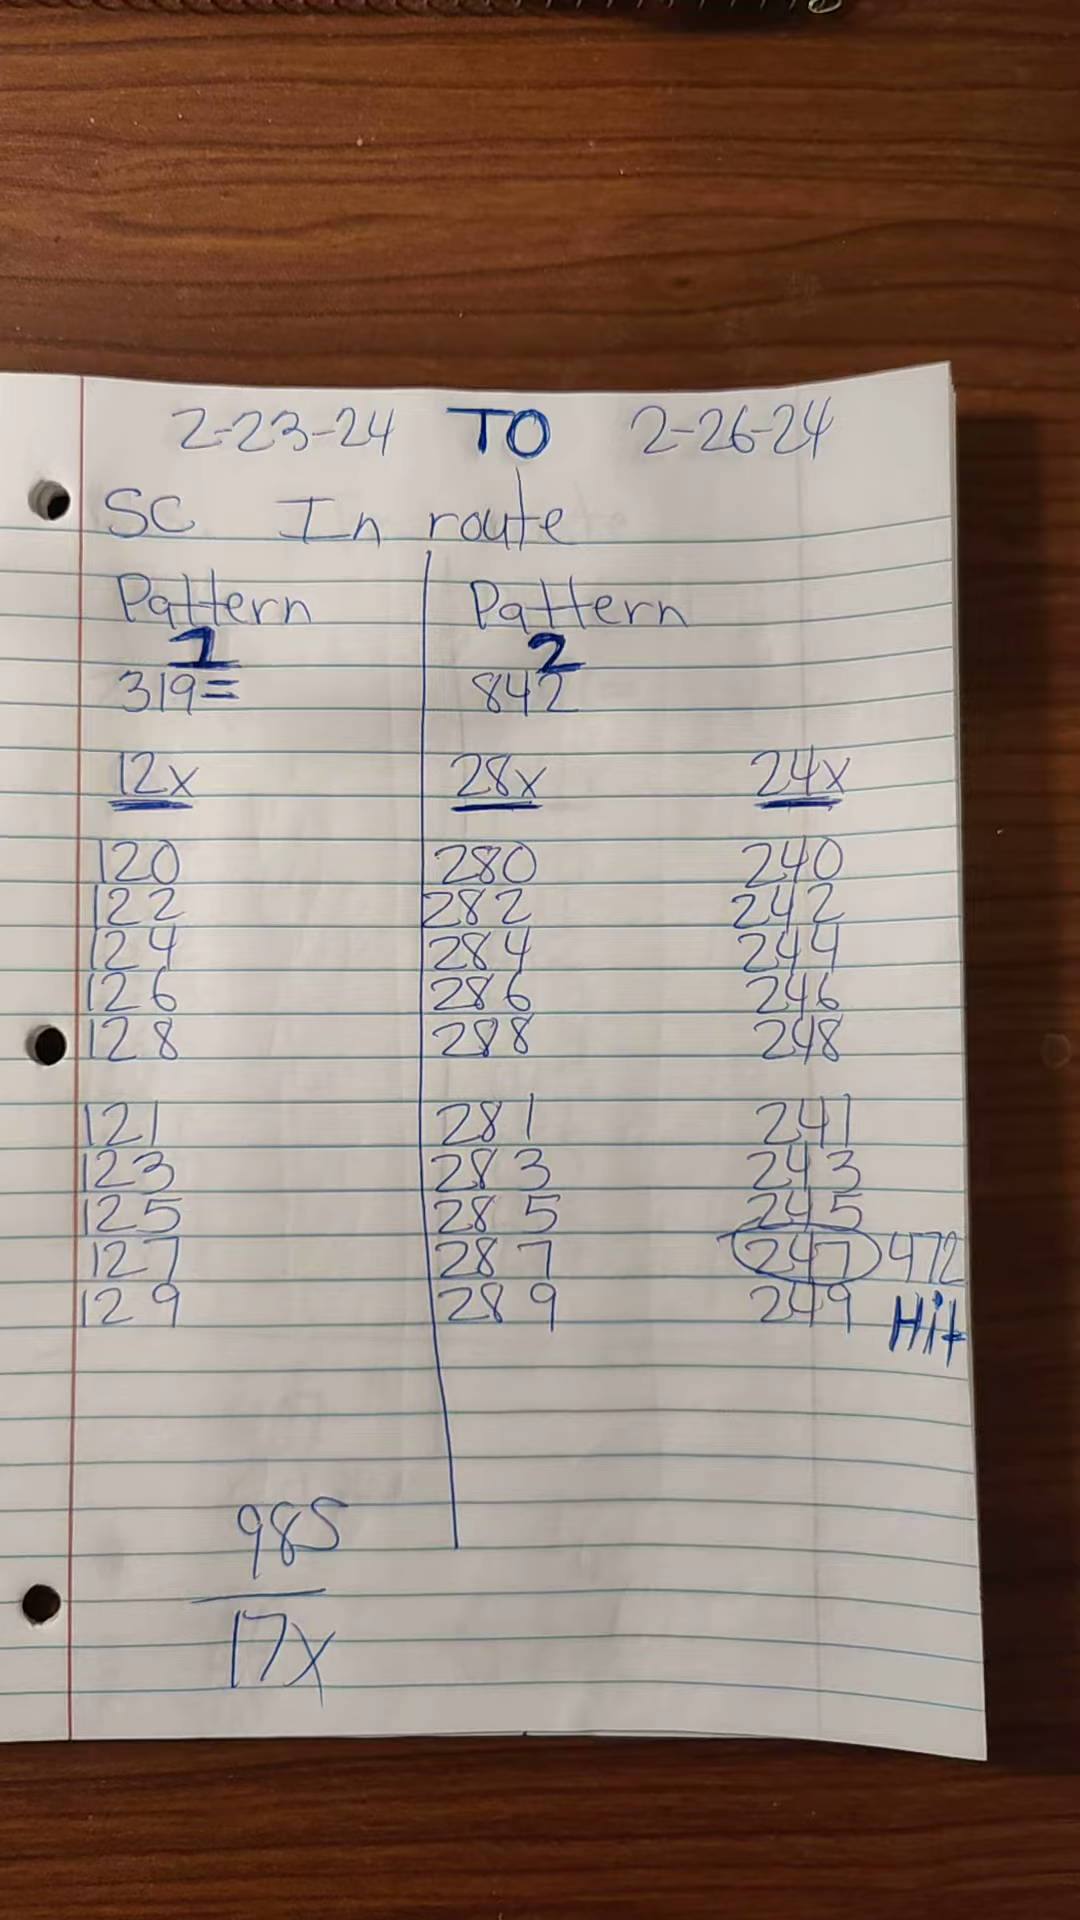 2-23-24 TO 2-26-24
SC In route
Pattern Pattern
1 2
319= 842
12x 28x 24x
120 280 240
122 282 242
124 284 244
126 286 246
128 288 248
121 281 241
123 283 243
125 285 245
127 287 247 472
129 289 249 Hit
985
17x